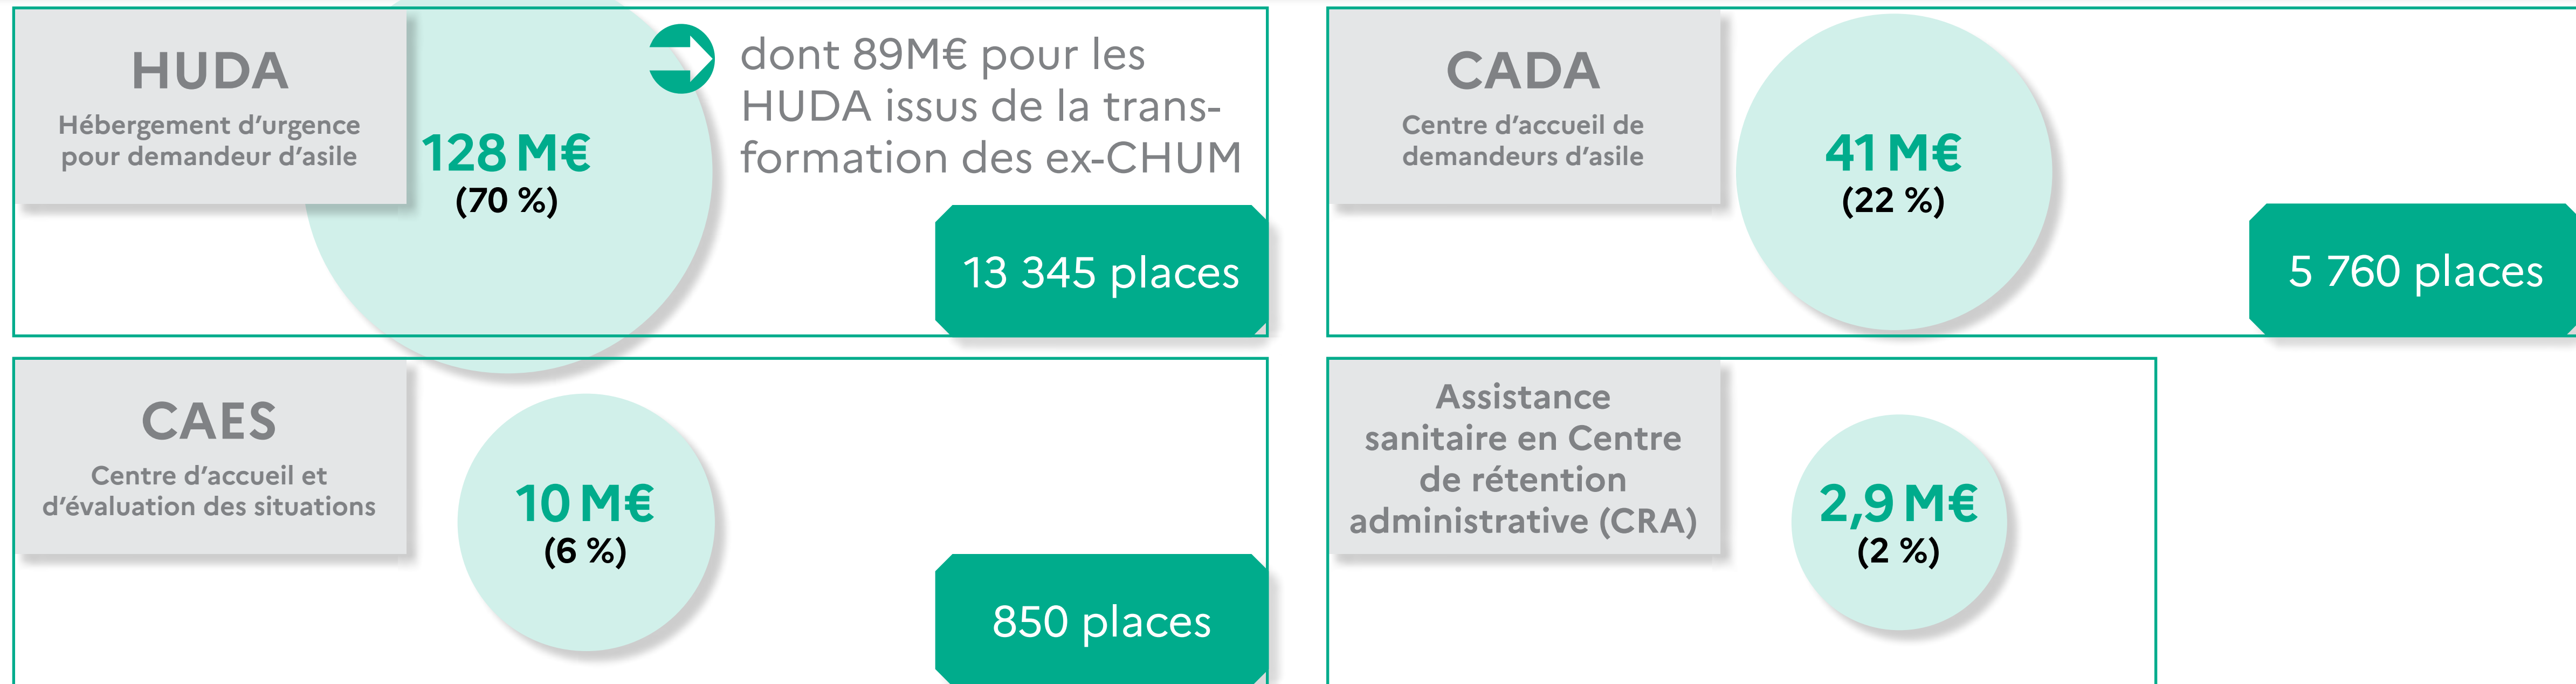 HUDA
Hébergement d’urgence
pour demandeur d’asile
128 M€
(70 %)
dont 89M€ pour les
HUDA issus de la trans-
formation des ex-CHUM
13 345 places
CADA
Centre d’accueil de
demandeurs d’asile
41 M€
(22 %)
5 760 places
CAES
Centre d’accueil et
d’évaluation des situations
10 M€
(6 %)
850 places
Assistance
sanitaire en Centre
de rétention
administrative (CRA)
2,9 M€
(2 %)